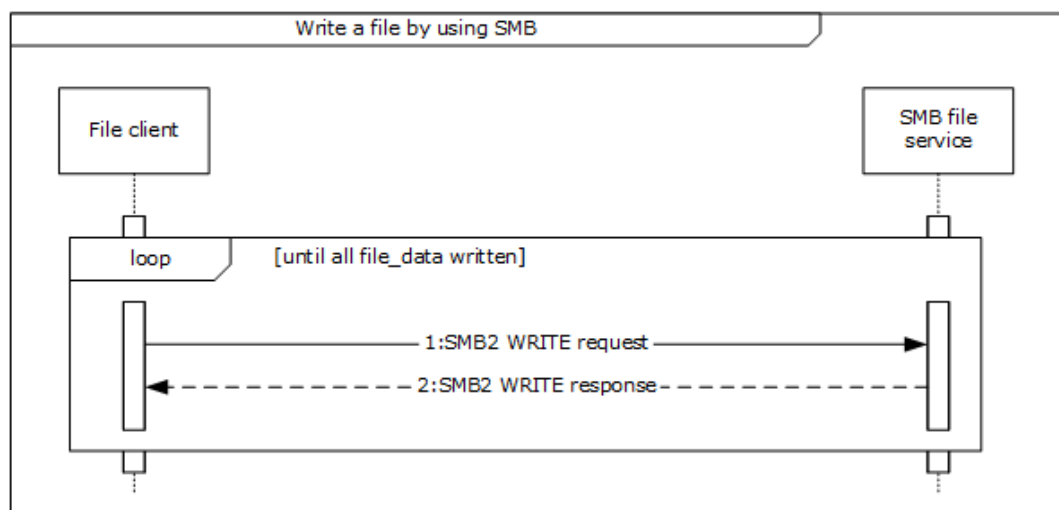 Write a file by using SMB
File client
SMB file
service
loop
[until all file_data written]
1:SMB2 WRITE request
2:SMB2 WRITE response